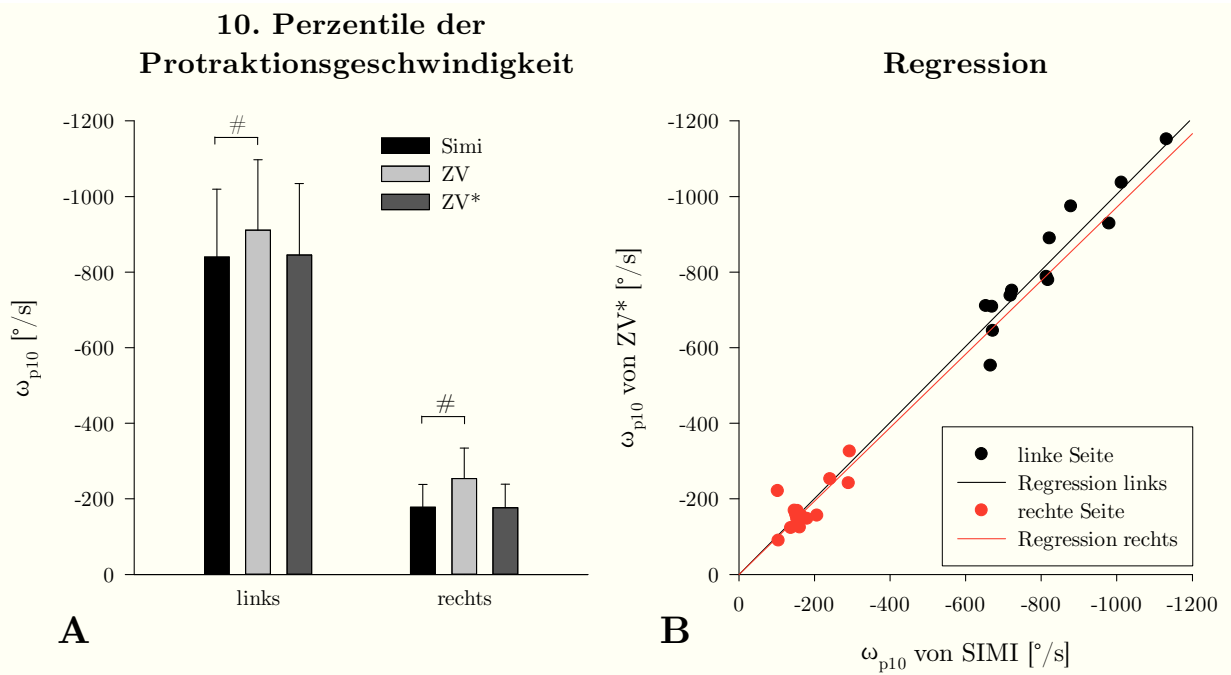 10. Perzentile der
Protraktionsgeschwindigkeit
ωp10 [°/s]
-1200
-1000
-800
-600
-400
-200
0
#
#
Simi
ZV
ZV*
links
rechts
A
Regression
ωp10 von ZV* [°/s]
-1200
-1000
-800
-600
-400
-200
0
linke Seite
Regression links
rechte Seite
Regression rechts
0 -200 -400 -600 -800 -1000 -1200
ωp10 von SIMI [°/s]
B